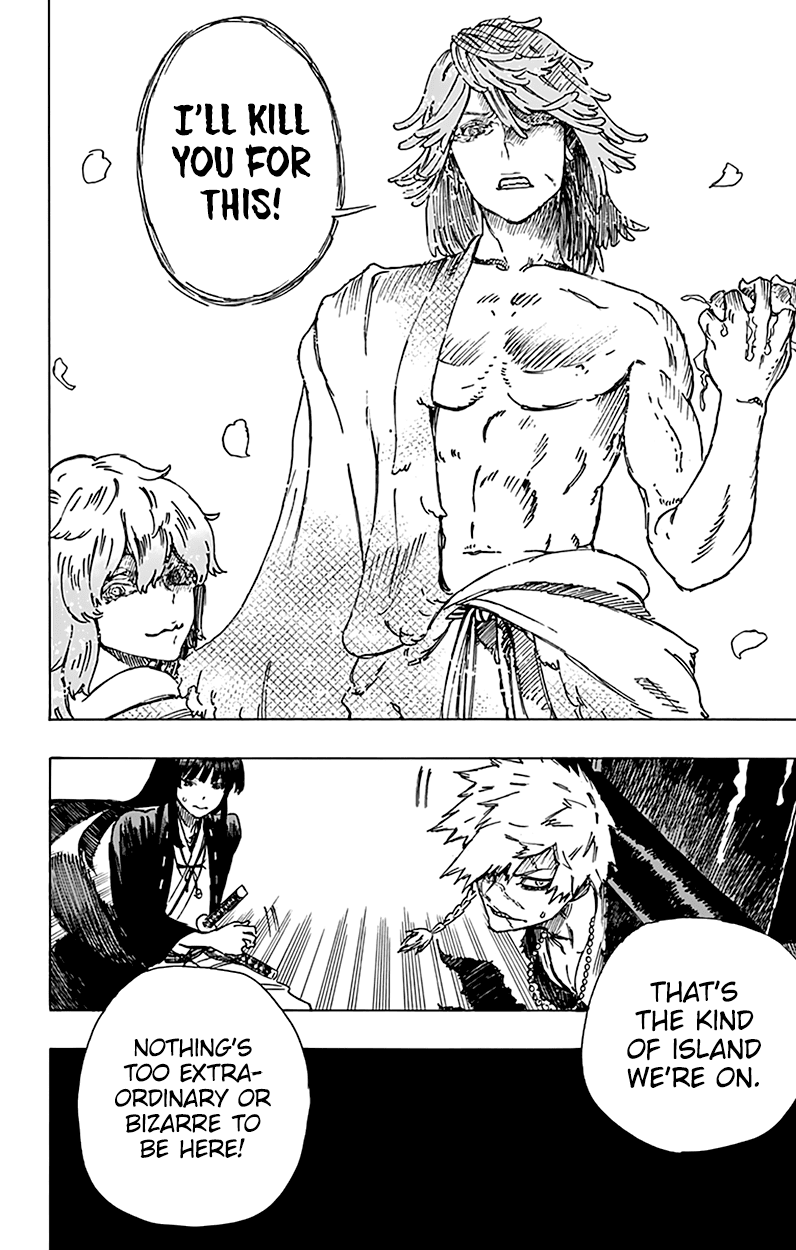 I'LL KILL
YOU FOR
THIS!
THAT'S
THE KIND
OF ISLAND
WE'RE ON.
NOTHING'S
TOO EXTRA-
ORDINARY OR
BIZARRE TO
BE HERE!